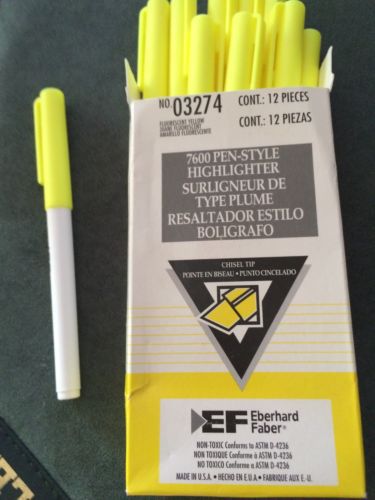 NO. 03274 CONT.: 12 PIECES
CONT.: 12 PIEZAS
FLUORESCENT YELLOW
JAUNE FLUORESCENT
AMARILLO FLUORESCENTE
7600 PEN-STYLE
HIGHLIGHTER
SURLIGNEUR DE
TYPE PLUME
RESALTADOR ESTILO
BOLIGRAFO
CHISEL TIP
POINTE EN BISEAU • PUNTO CINCELADO
EF Eberhard
Faber®
NON-TOXIC Conforms to ASTM D-4236
NON TOXIQUE Conforme à ASTM D-4236
NO TOXICO Conforme a ASTM D-4236
MADE IN U.S.A. • HECHO EN E.U.A. • FABRIQUE AUX E.-U.